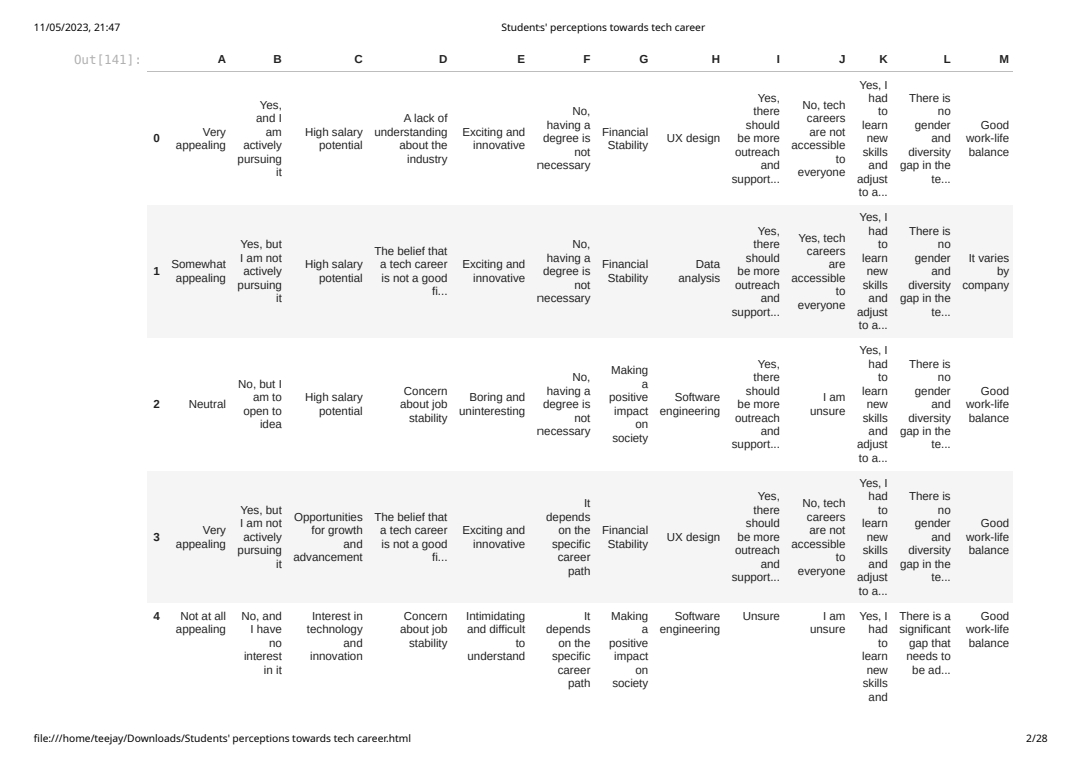 11/05/2023, 21:47 Students' perceptions towards tech career
Out[141]: A B C D E F G H I J K L M
0 Very appealing Yes, and I am actively pursuing it High salary potential A lack of understanding about the industry Exciting and innovative No, having a degree is not necessary Financial Stability UX design Yes, there should be more outreach and support... No, tech careers are not accessible to everyone Yes, I had to learn new skills and adjust to a... There is no gender and diversity gap in the te... Good work-life balance
1 Somewhat appealing Yes, but I am not actively pursuing it High salary potential The belief that a tech career is not a good fi... Exciting and innovative No, having a degree is not necessary Financial Stability Data analysis Yes, there should be more outreach and support... Yes, tech careers are accessible to everyone Yes, I had to learn new skills and adjust to a... There is no gender and diversity gap in the te... It varies by company
2 Neutral No, but I am to open to idea High salary potential Concern about job stability Boring and uninteresting No, having a degree is not necessary Making a positive impact on society Software engineering Yes, there should be more outreach and support... I am unsure Yes, I had to learn new skills and adjust to a... There is no gender and diversity gap in the te... Good work-life balance
3 Very appealing Yes, but I am not actively pursuing it Opportunities for growth and advancement The belief that a tech career is not a good fi... Exciting and innovative It depends on the specific career path Financial Stability UX design Yes, there should be more outreach and support... No, tech careers are not accessible to everyone Yes, I had to learn new skills and adjust to a... There is no gender and diversity gap in the te... Good work-life balance
4 Not at all appealing No, and I have no interest in it Interest in technology and innovation Concern about job stability Intimidating and difficult to understand It depends on the specific career path Making a positive impact on society Software engineering Unsure I am unsure Yes, I had to learn new skills and There is a significant gap that needs to be ad... Good work-life balance
file:///home/teejay/Downloads/Students' perceptions towards tech career.html 2/28